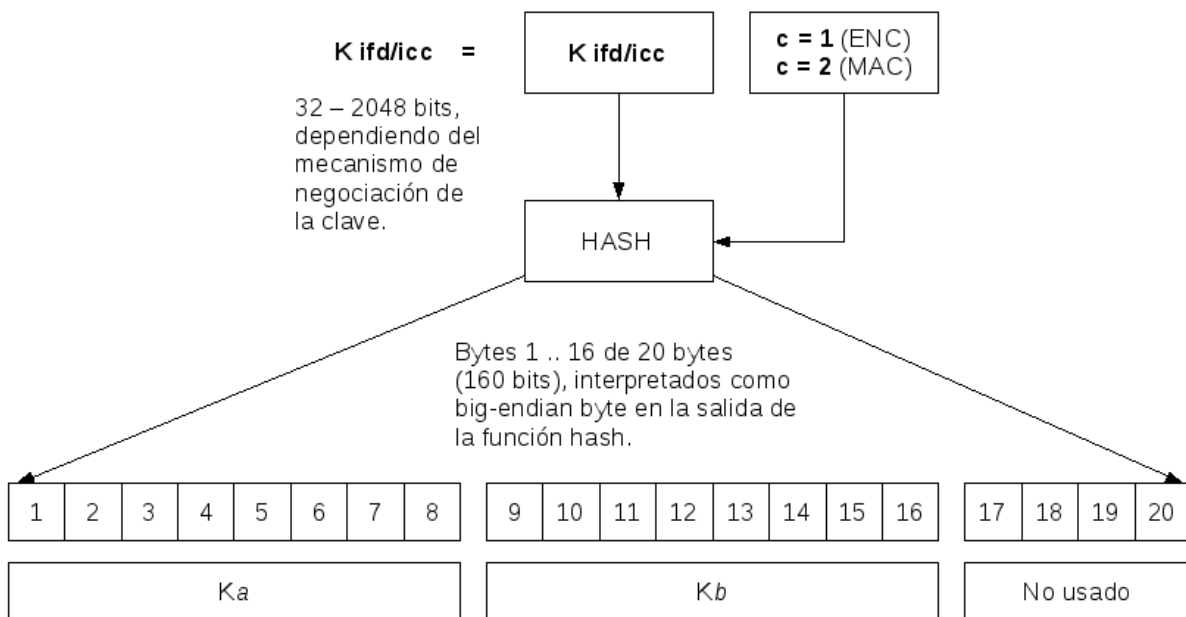 K ifd/icc = K ifd/icc
c = 1 (ENC)
c = 2 (MAC)
32 – 2048 bits,
dependiendo del
mecanismo de
negociación de
la clave.
HASH
Bytes 1 .. 16 de 20 bytes
(160 bits), interpretados como
big-endian byte en la salida de
la función hash.
1 2 3 4 5 6 7 8 9 10 11 12 13 14 15 16 17 18 19 20
Ka Kb No usado